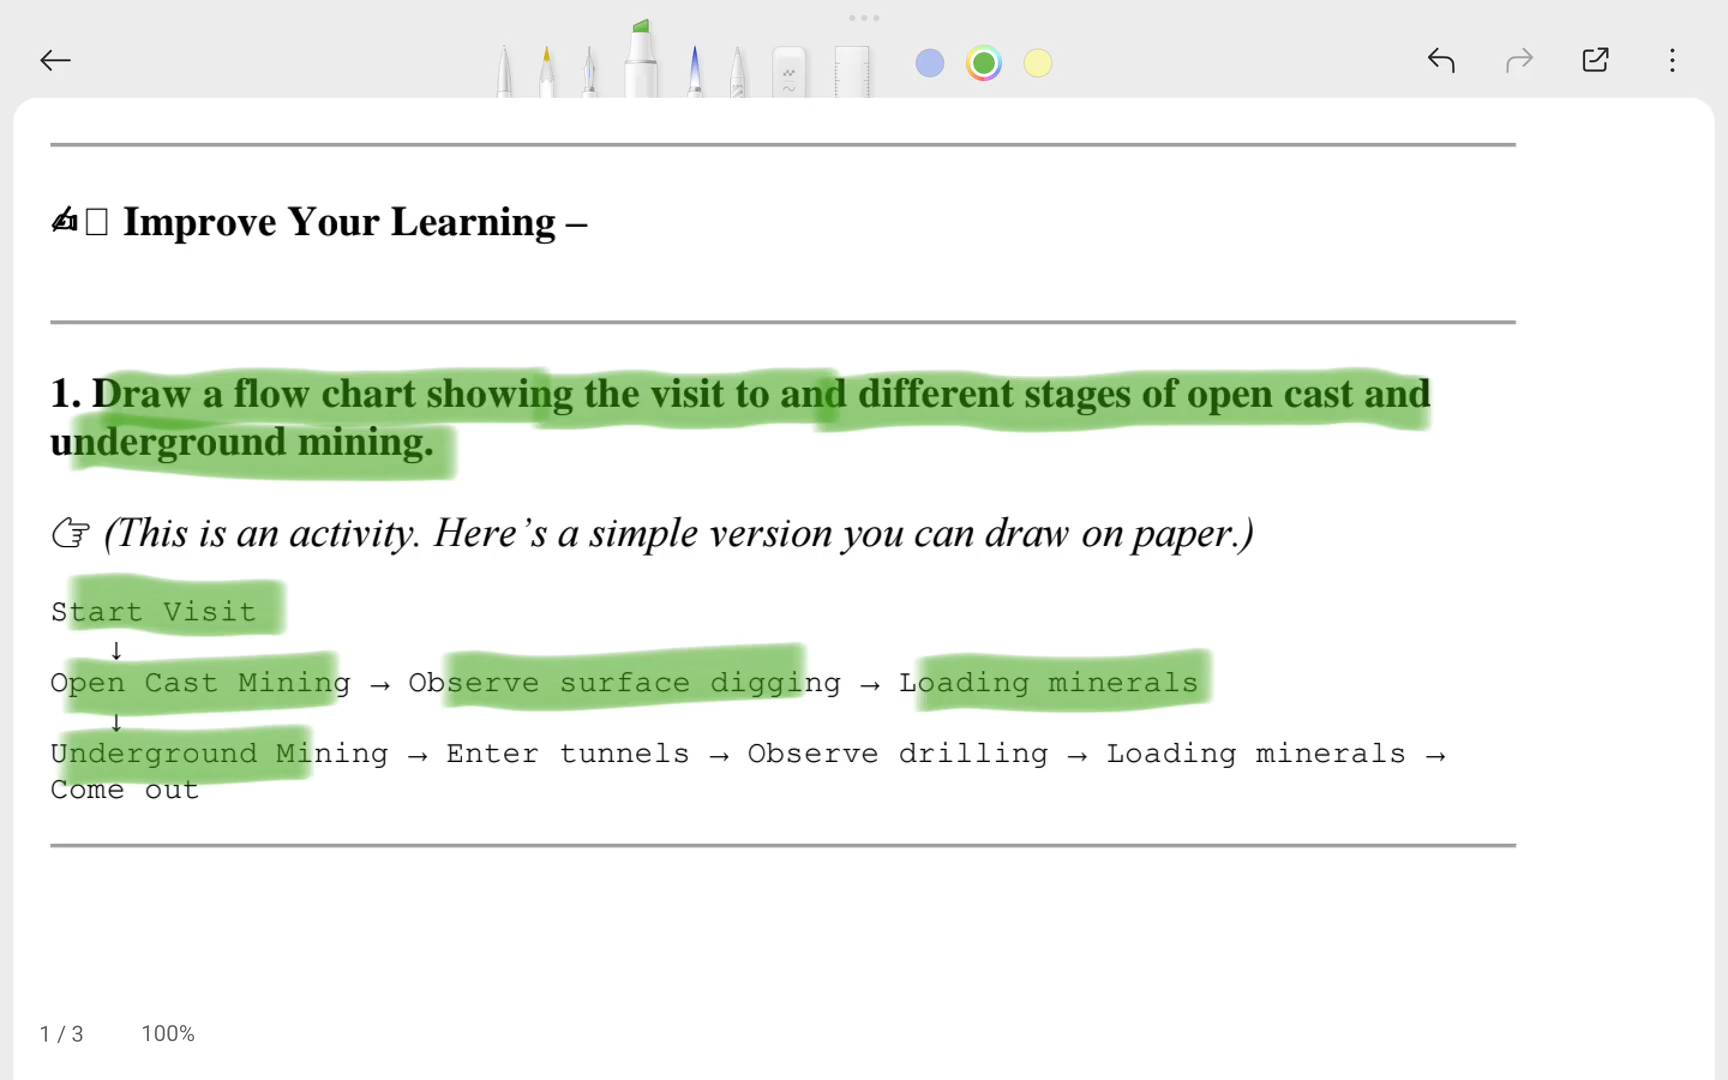 ✍️ Improve Your Learning –
1. Draw a flow chart showing the visit to and different stages of open cast and
underground mining.
👉 (This is an activity. Here’s a simple version you can draw on paper.)
Start Visit
↓
Open Cast Mining → Observe surface digging → Loading minerals
↓
Underground Mining → Enter tunnels → Observe drilling → Loading minerals →
Come out
1 / 3 100%